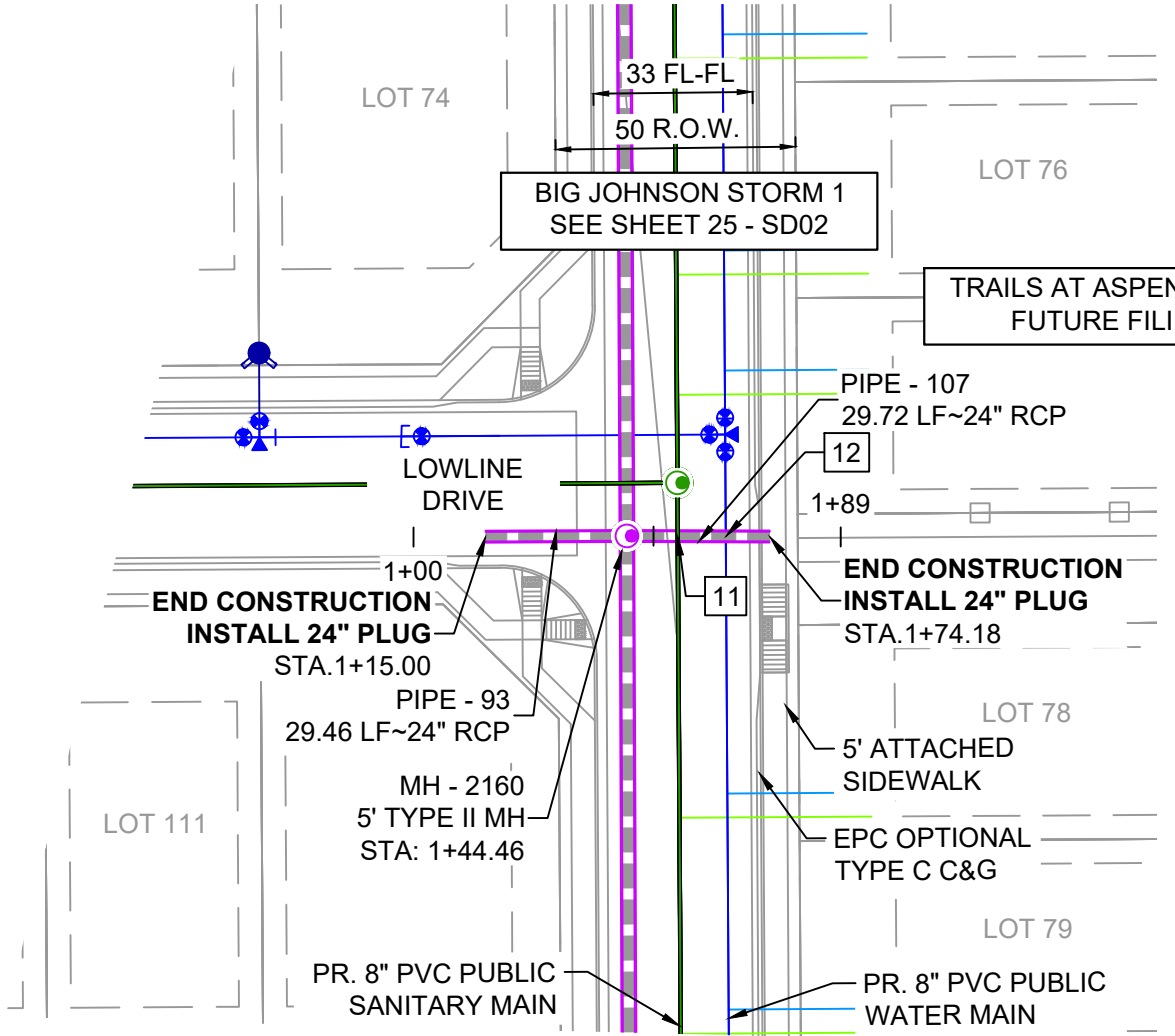 33 FL-FL
LOT 74
50 R.O.W.
LOT 76
BIG JOHNSON STORM 1
SEE SHEET 25 - SD02
TRAILS AT ASPEN
FUTURE FILI
PIPE - 107
29.72 LF~24" RCP
12
LOWLINE
DRIVE
1+89
1+00
END CONSTRUCTION
INSTALL 24" PLUG
STA.1+15.00
11
END CONSTRUCTION
INSTALL 24" PLUG
STA.1+74.18
PIPE - 93
29.46 LF~24" RCP
LOT 78
5' ATTACHED
SIDEWALK
MH - 2160
5' TYPE II MH
STA: 1+44.46
LOT 111
EPC OPTIONAL
TYPE C C&G
LOT 79
PR. 8" PVC PUBLIC
SANITARY MAIN
PR. 8" PVC PUBLIC
WATER MAIN